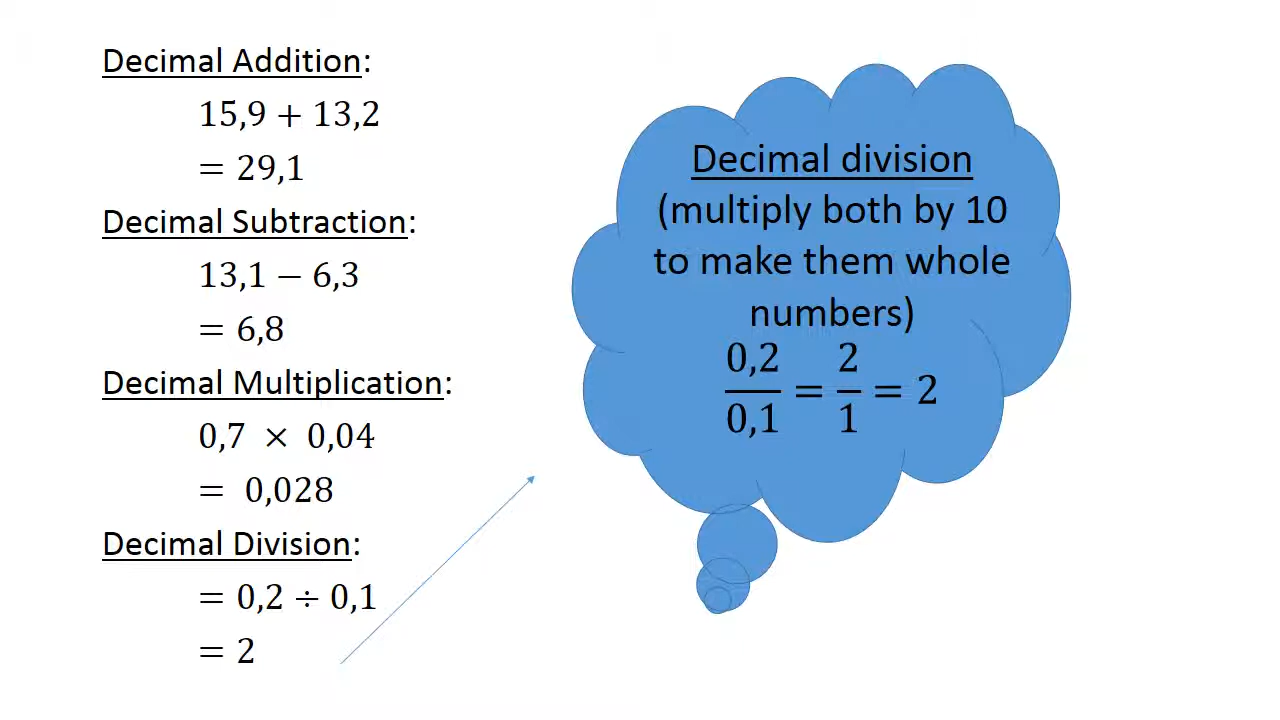 Decimal Addition:
15,9 + 13,2
= 29,1
Decimal Subtraction:
13,1 − 6,3
= 6,8
Decimal Multiplication:
0,7 × 0,04
= 0,028
Decimal Division:
= 0,2 ÷ 0,1
= 2
Decimal division
(multiply both by 10
to make them whole
numbers)
0,2/0,1 = 2/1 = 2